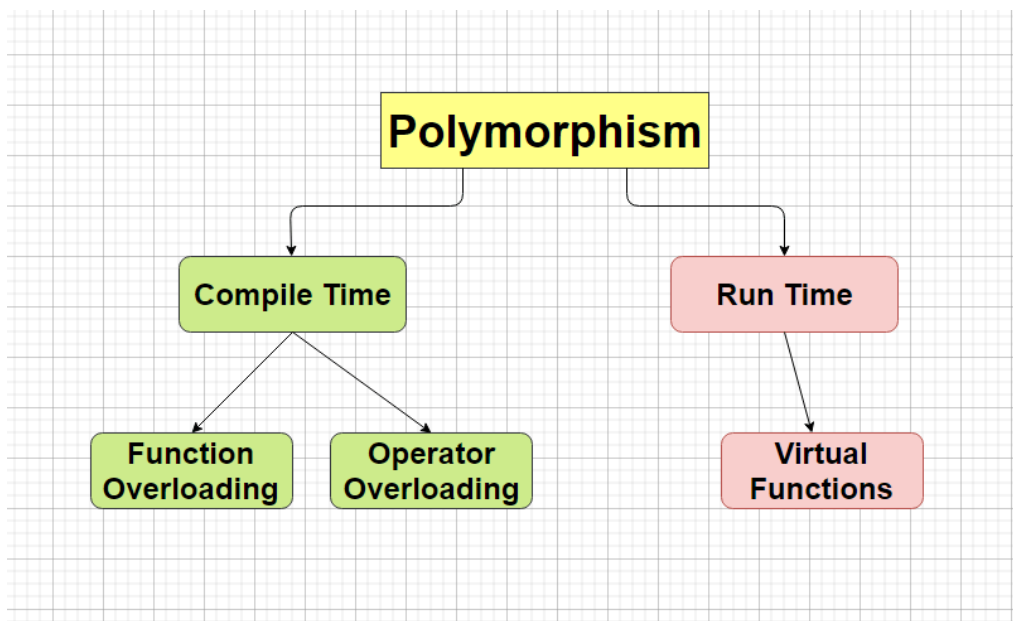 Polymorphism
Compile Time
Run Time
Function
Overloading
Operator
Overloading
Virtual
Functions